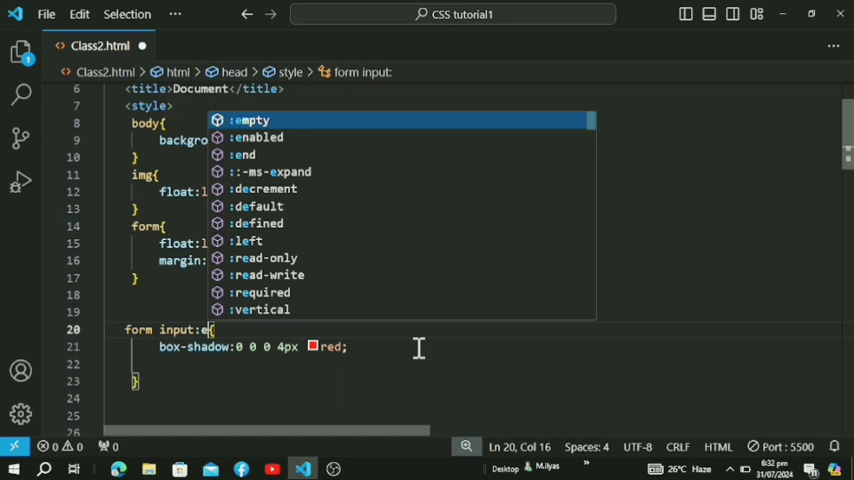 File Edit Selection ··· CSS tutorial1
1
Class2.html
Class2.html > html > head > style > form input:
6 <title>Document</title>
7 <style>
8 body{
9 backgro
10 }
11 img{
12 float:l
13 }
14 form{
15 float:l
16 margin:
17 }
18
19
20 form input:e{
21 box-shadow:0 0 0 4px red;
22
23 }
24
25
26
:empty
:enabled
:end
::-ms-expand
:decrement
:default
:defined
:left
:read-only
:read-write
:required
:vertical
0 0 0 Ln 20, Col 16 Spaces: 4 UTF-8 CRLF HTML Port : 5500
Desktop M.ilyas » 26°C Haze 6:32 pm
31/07/2024